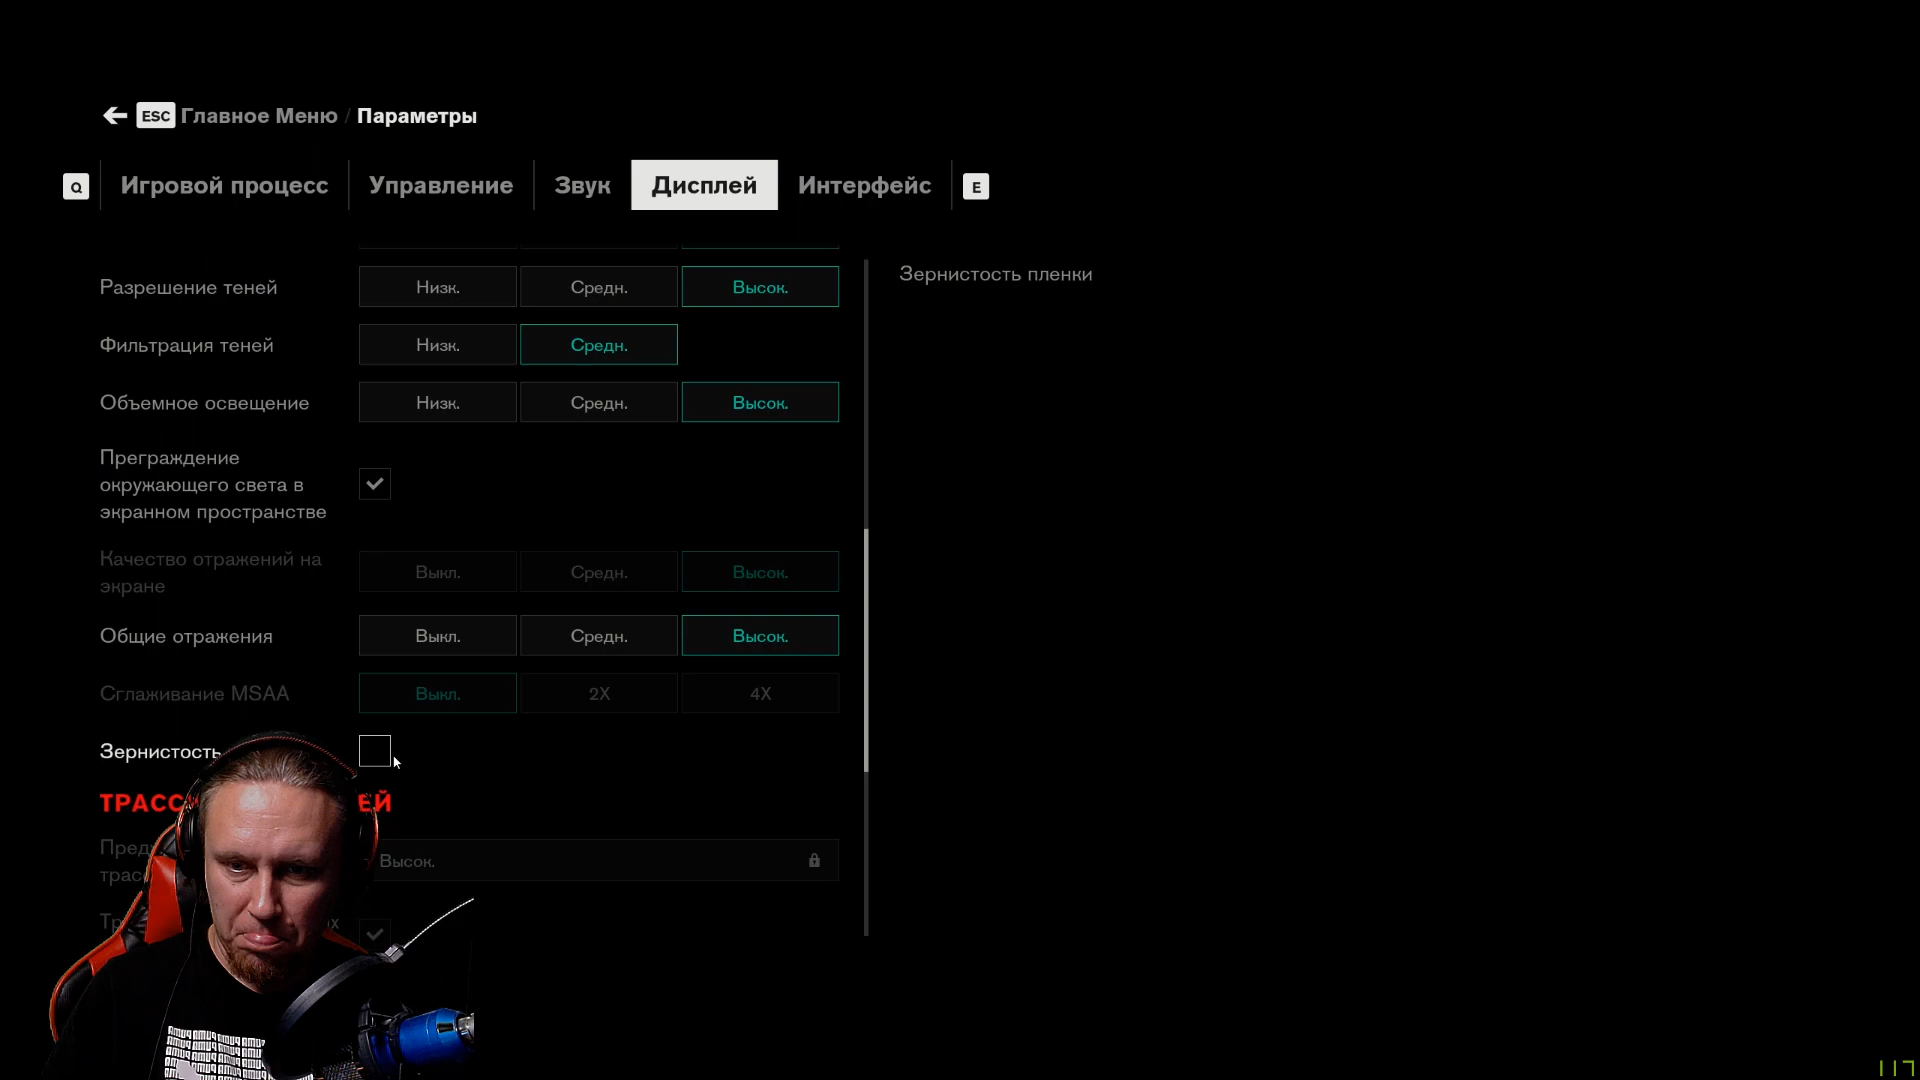 ESC Главное Меню / Параметры
Q Игровой процесс Управление Звук Дисплей Интерфейс E
Разрешение теней Низк. Средн. Высок.
Зернистость пленки
Фильтрация теней Низк. Средн.
Объемное освещение Низк. Средн. Высок.
Преграждение
окружающего света в
экранном пространстве
Качество отражений на
экране
Выкл. Средн. Высок.
Общие отражения Выкл. Средн. Высок.
Сглаживание MSAA Выкл. 2X 4X
Зернистость
Высок.
117